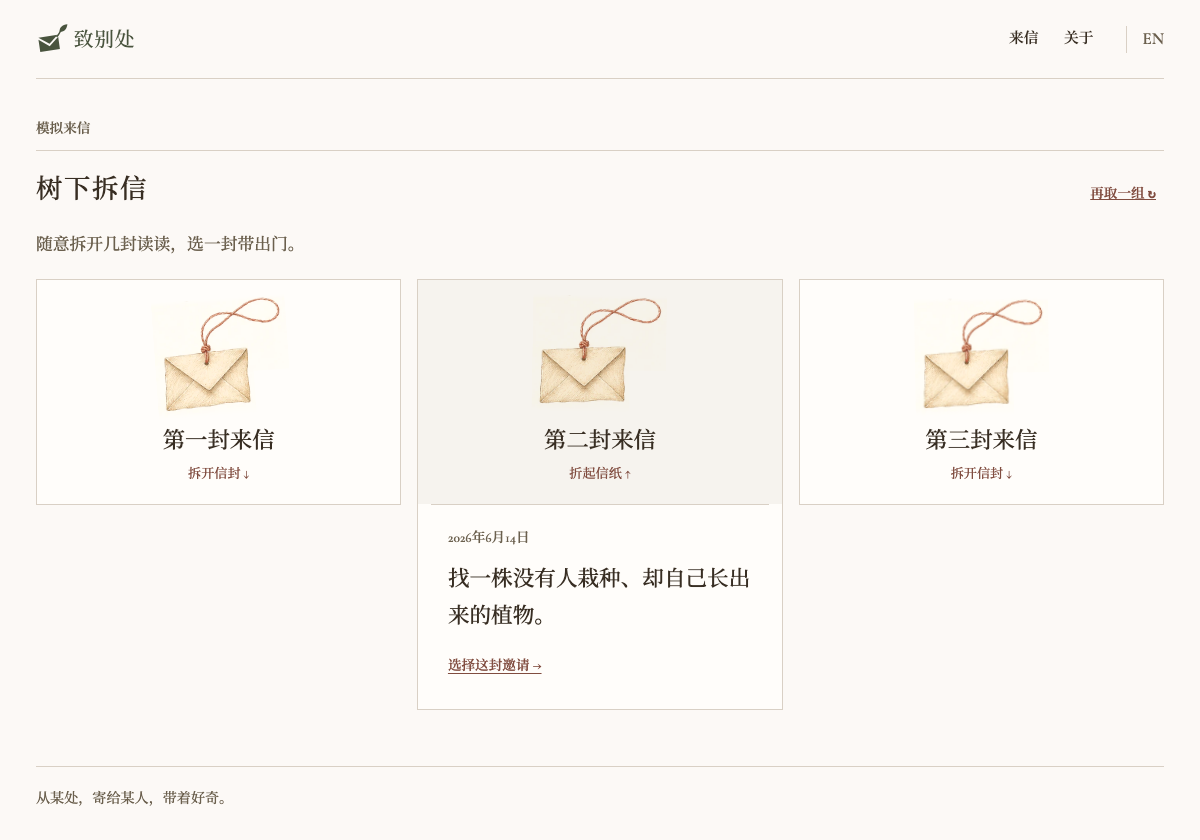 致别处
来信 关于 EN
模拟来信
树下拆信
再取一组 ↻
随意拆开几封读读，选一封带出门。
第一封来信
拆开信封 ↓
第二封来信
折起信纸 ↑
第三封来信
拆开信封 ↓
2026年6月14日
找一株没有人栽种、却自己长出
来的植物。
选择这封邀请 →
从某处，寄给某人，带着好奇。